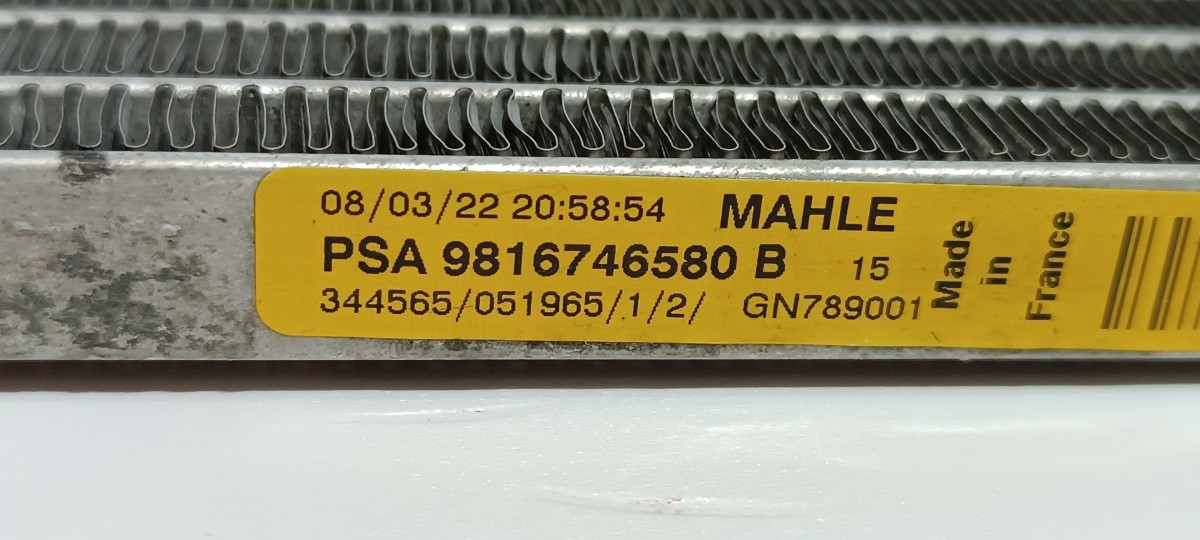 08/03/22 20:58:54 MAHLE
PSA 9816746580 B 15
344565/051965/1/2/ GN789001
Made
in
France